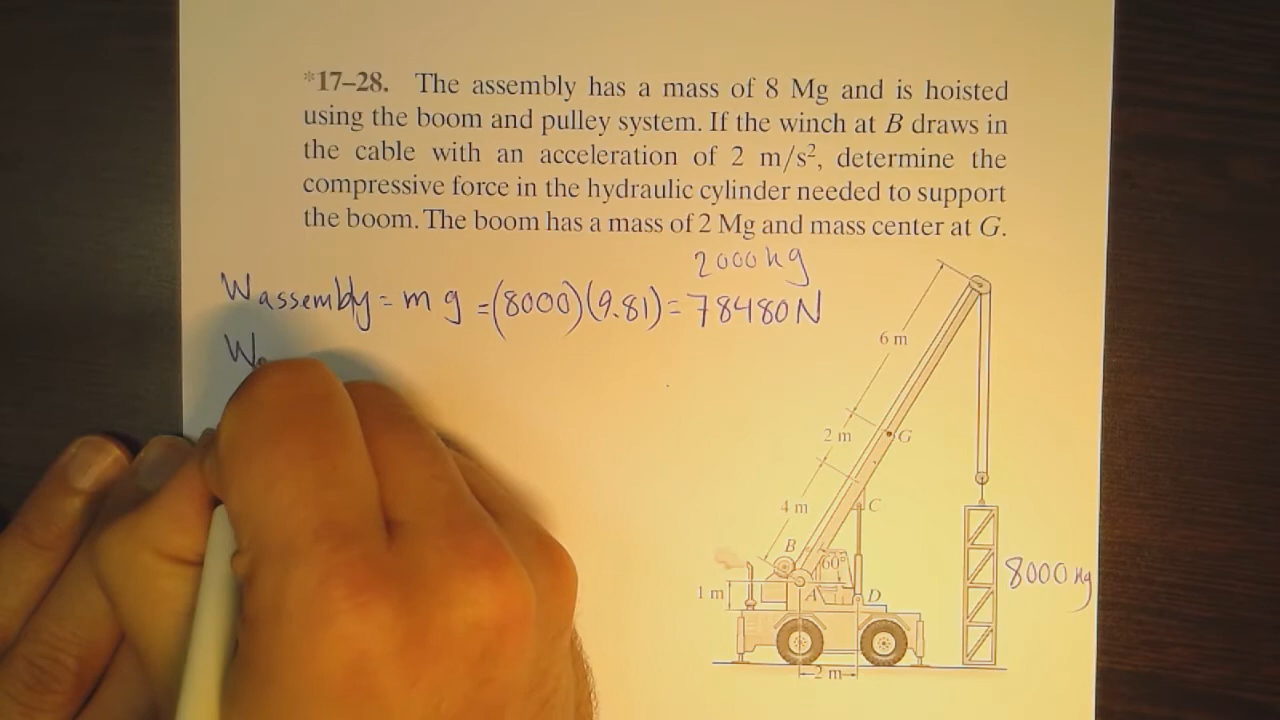 *17–28. The assembly has a mass of 8 Mg and is hoisted
using the boom and pulley system. If the winch at B draws in
the cable with an acceleration of 2 m/s², determine the
compressive force in the hydraulic cylinder needed to support
the boom. The boom has a mass of 2 Mg and mass center at G.
2000 kg
Wassembly = m g = (8000)(9.81) = 78480 N
W
6 m
2 m
G
4 m
C
B
60°
8000 kg
1 m
A
D
2 m